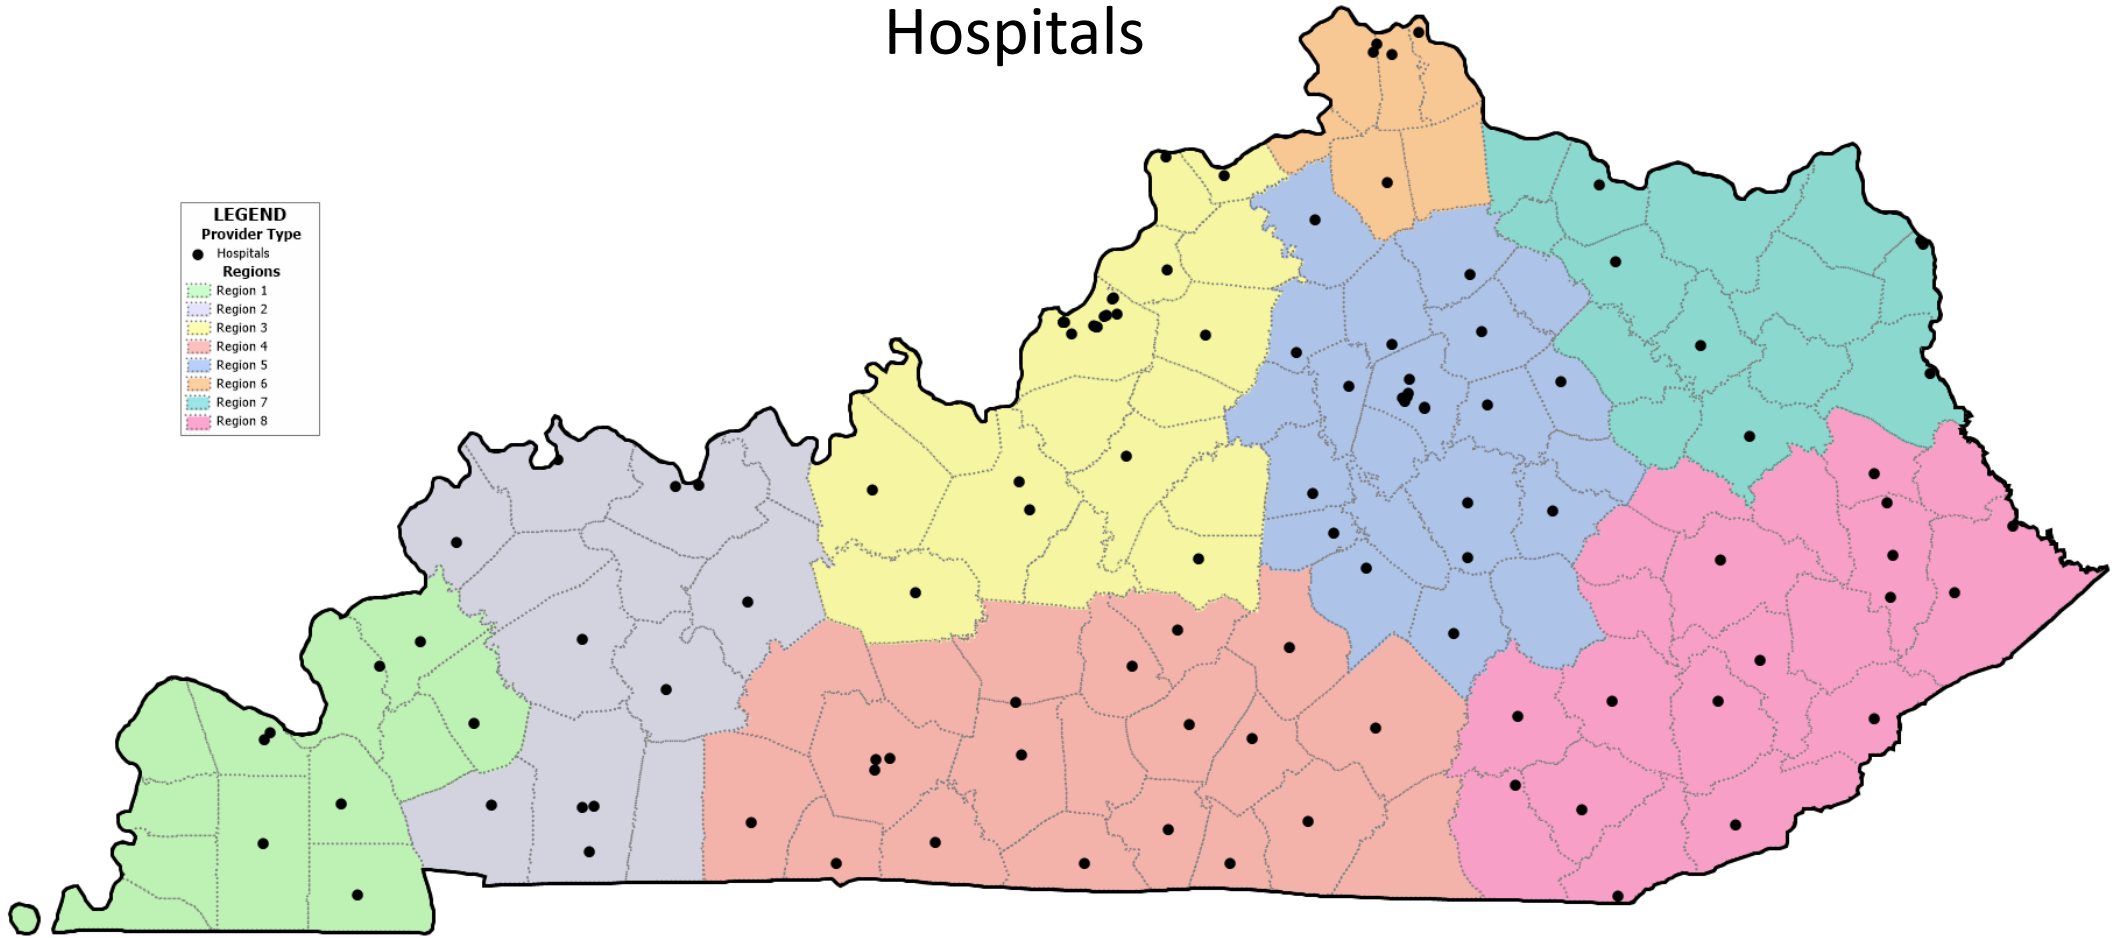 Hospitals
LEGEND
Provider Type
Hospitals
Regions
Region 1
Region 2
Region 3
Region 4
Region 5
Region 6
Region 7
Region 8